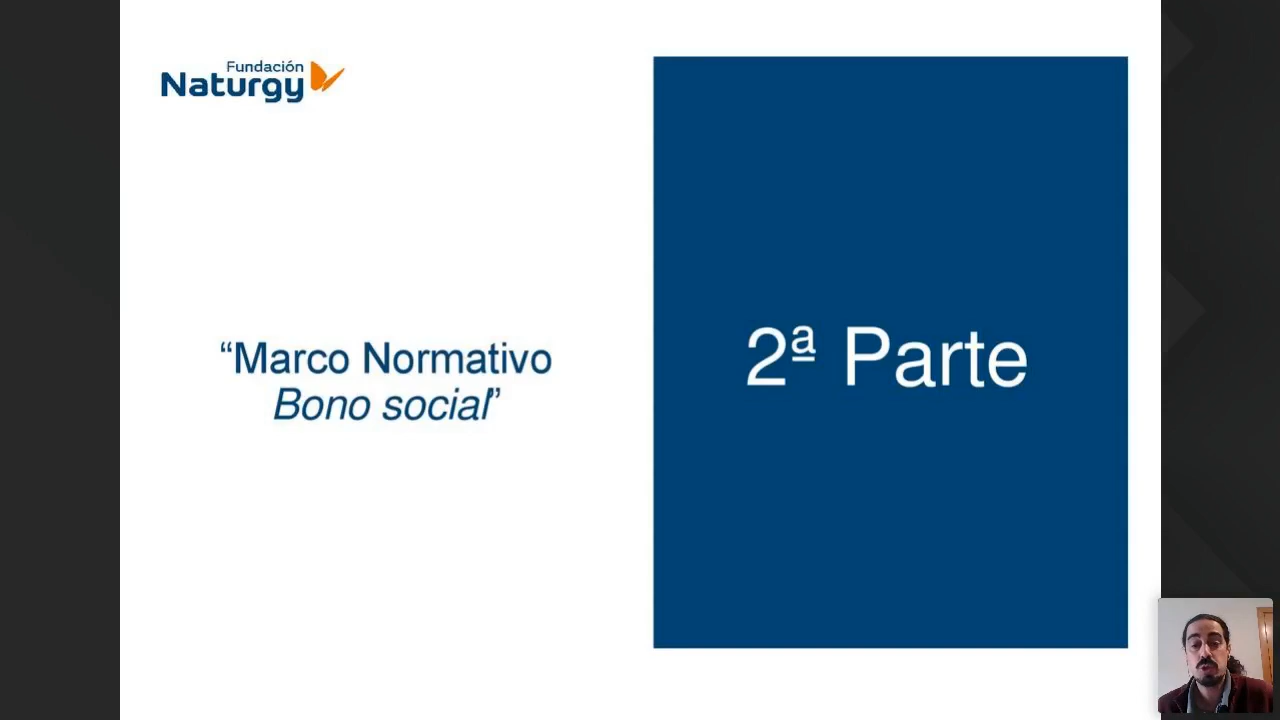 Fundación
Naturgy
“Marco Normativo
Bono social”
2ª Parte